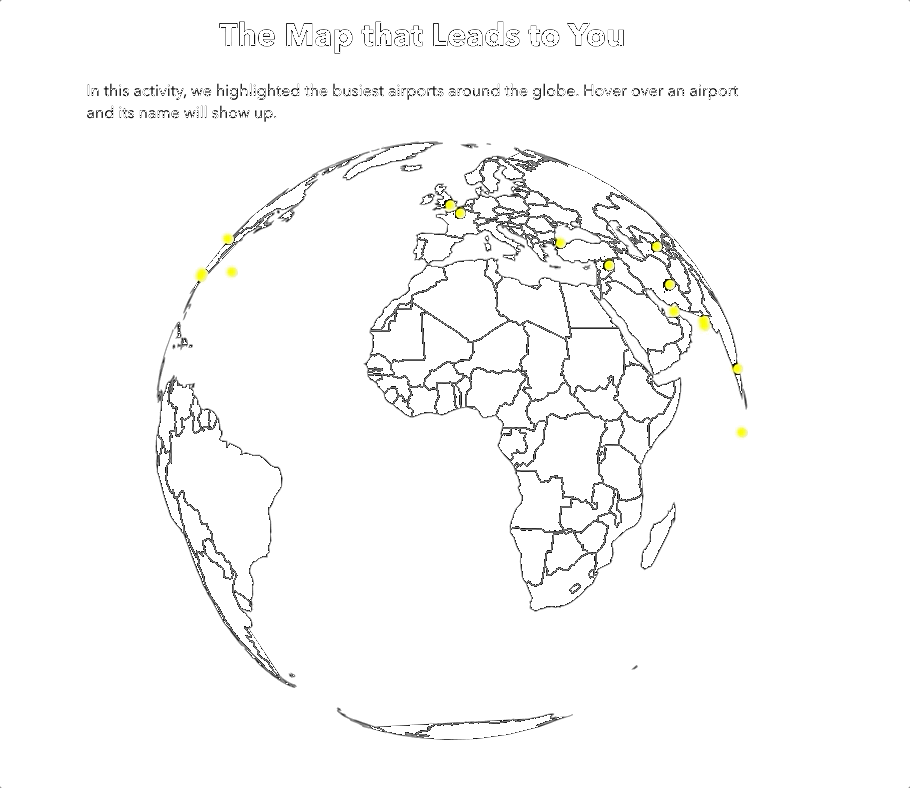 The Map that Leads to You
In this activity, we highlighted the busiest airports around the globe. Hover over an airport
and its name will show up.